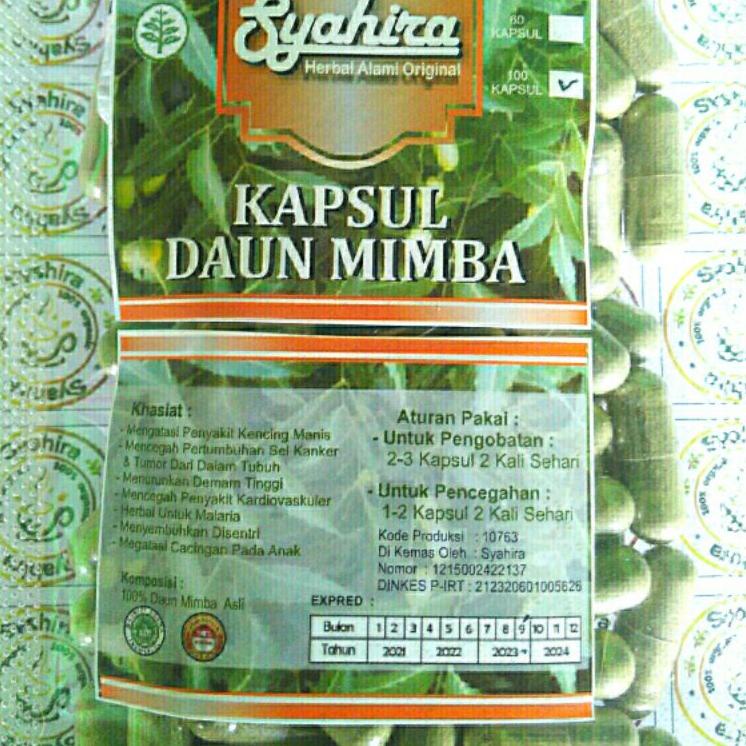 Syahira
Herbal Alami Original
60
KAPSUL
100
KAPSUL
KAPSUL
DAUN MIMBA
Khasiat :
- Mengatasi Penyakit Kencing Manis
- Mencegah Pertumbuhan Sel Kanker
& Tumor Dari Dalam Tubuh
- Menurunkan Demam Tinggi
- Mencegah Penyakit Kardiovaskuler
- Herbal Untuk Malaria
- Menyembuhkan Disentri
- Megatasi Cacingan Pada Anak
Komposisi :
100% Daun Mimba Asli
Aturan Pakai :
- Untuk Pengobatan :
2-3 Kapsul 2 Kali Sehari
- Untuk Pencegahan :
1-2 Kapsul 2 Kali Sehari
Kode Produksi : 10763
Di Kemas Oleh : Syahira
Nomor : 1215002422137
DINKES P-IRT : 212320601005626
EXPRED :
Bulan 1 2 3 4 5 6 7 8 9 10 11 12
Tahun 2021 2022 2023 2024
Syahira
Syahira
Syahira
Syahira